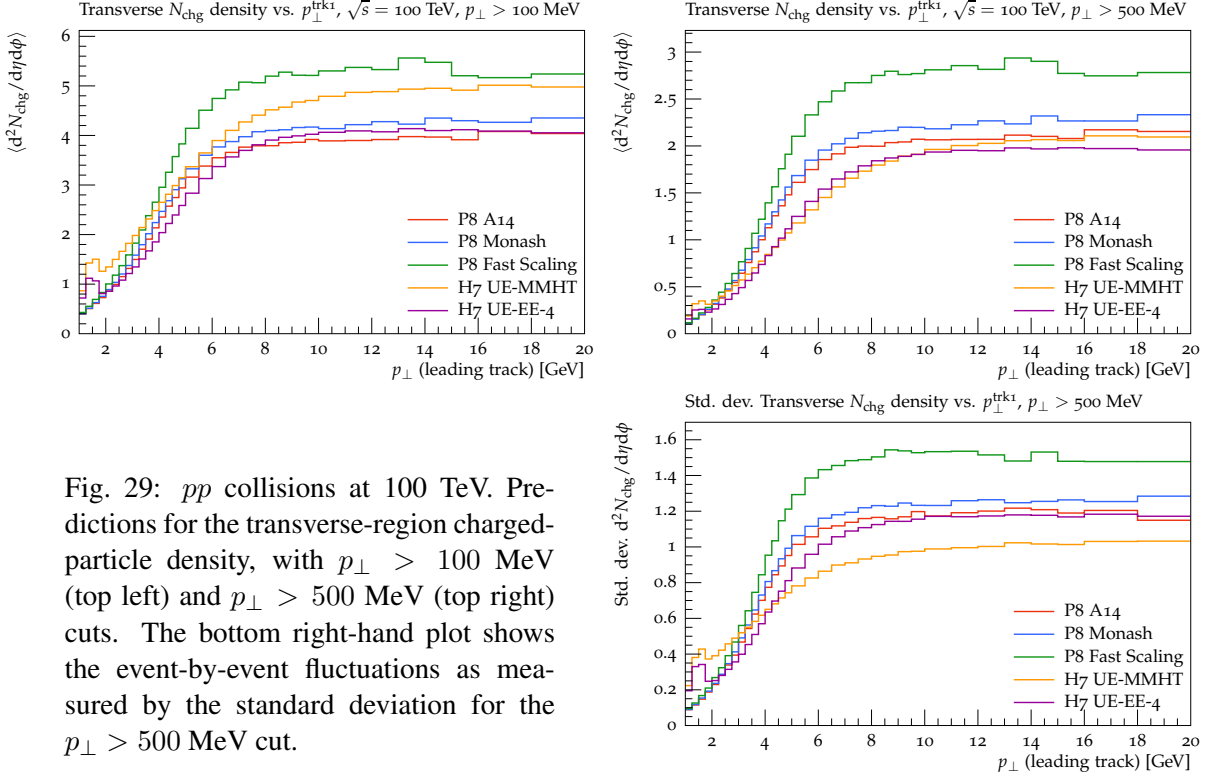 Transverse N_chg density vs. p_⊥^trk1, √s = 100 TeV, p_⊥ > 100 MeV
⟨d²N_chg/dηdφ⟩
6
5
4
3
2
1
0
P8 A14
P8 Monash
P8 Fast Scaling
H7 UE-MMHT
H7 UE-EE-4
2 4 6 8 10 12 14 16 18 20
p_⊥ (leading track) [GeV]
Transverse N_chg density vs. p_⊥^trk1, √s = 100 TeV, p_⊥ > 500 MeV
⟨d²N_chg/dηdφ⟩
3
2.5
2
1.5
1
0.5
0
P8 A14
P8 Monash
P8 Fast Scaling
H7 UE-MMHT
H7 UE-EE-4
2 4 6 8 10 12 14 16 18 20
p_⊥ (leading track) [GeV]
Std. dev. Transverse N_chg density vs. p_⊥^trk1, p_⊥ > 500 MeV
Std. dev. d²N_chg/dηdφ
1.6
1.4
1.2
1
0.8
0.6
0.4
0.2
0
P8 A14
P8 Monash
P8 Fast Scaling
H7 UE-MMHT
H7 UE-EE-4
2 4 6 8 10 12 14 16 18 20
p_⊥ (leading track) [GeV]
Fig. 29: pp collisions at 100 TeV. Pre-
dictions for the transverse-region charged-
particle density, with p_⊥ > 100 MeV
(top left) and p_⊥ > 500 MeV (top right)
cuts. The bottom right-hand plot shows
the event-by-event fluctuations as mea-
sured by the standard deviation for the
p_⊥ > 500 MeV cut.